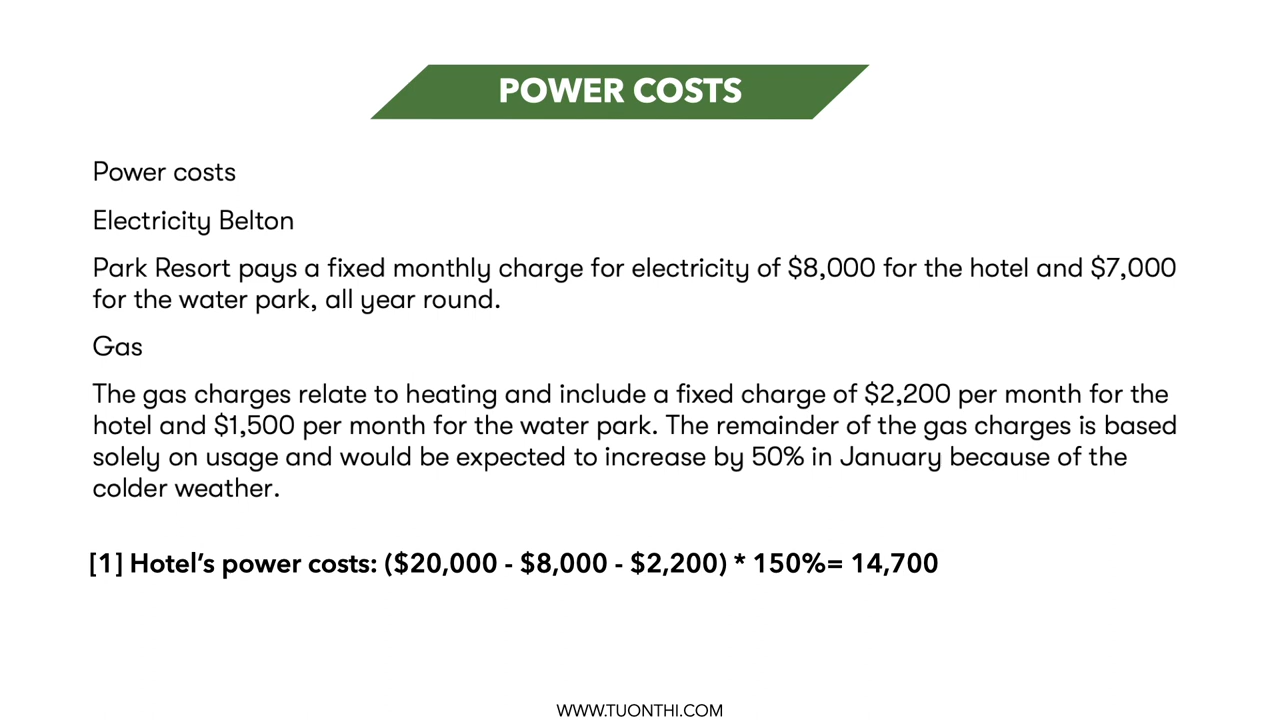 POWER COSTS
Power costs
Electricity Belton
Park Resort pays a fixed monthly charge for electricity of $8,000 for the hotel and $7,000
for the water park, all year round.
Gas
The gas charges relate to heating and include a fixed charge of $2,200 per month for the
hotel and $1,500 per month for the water park. The remainder of the gas charges is based
solely on usage and would be expected to increase by 50% in January because of the
colder weather.
[1] Hotel’s power costs: ($20,000 - $8,000 - $2,200) * 150%= 14,700
WWW.TUONTHI.COM